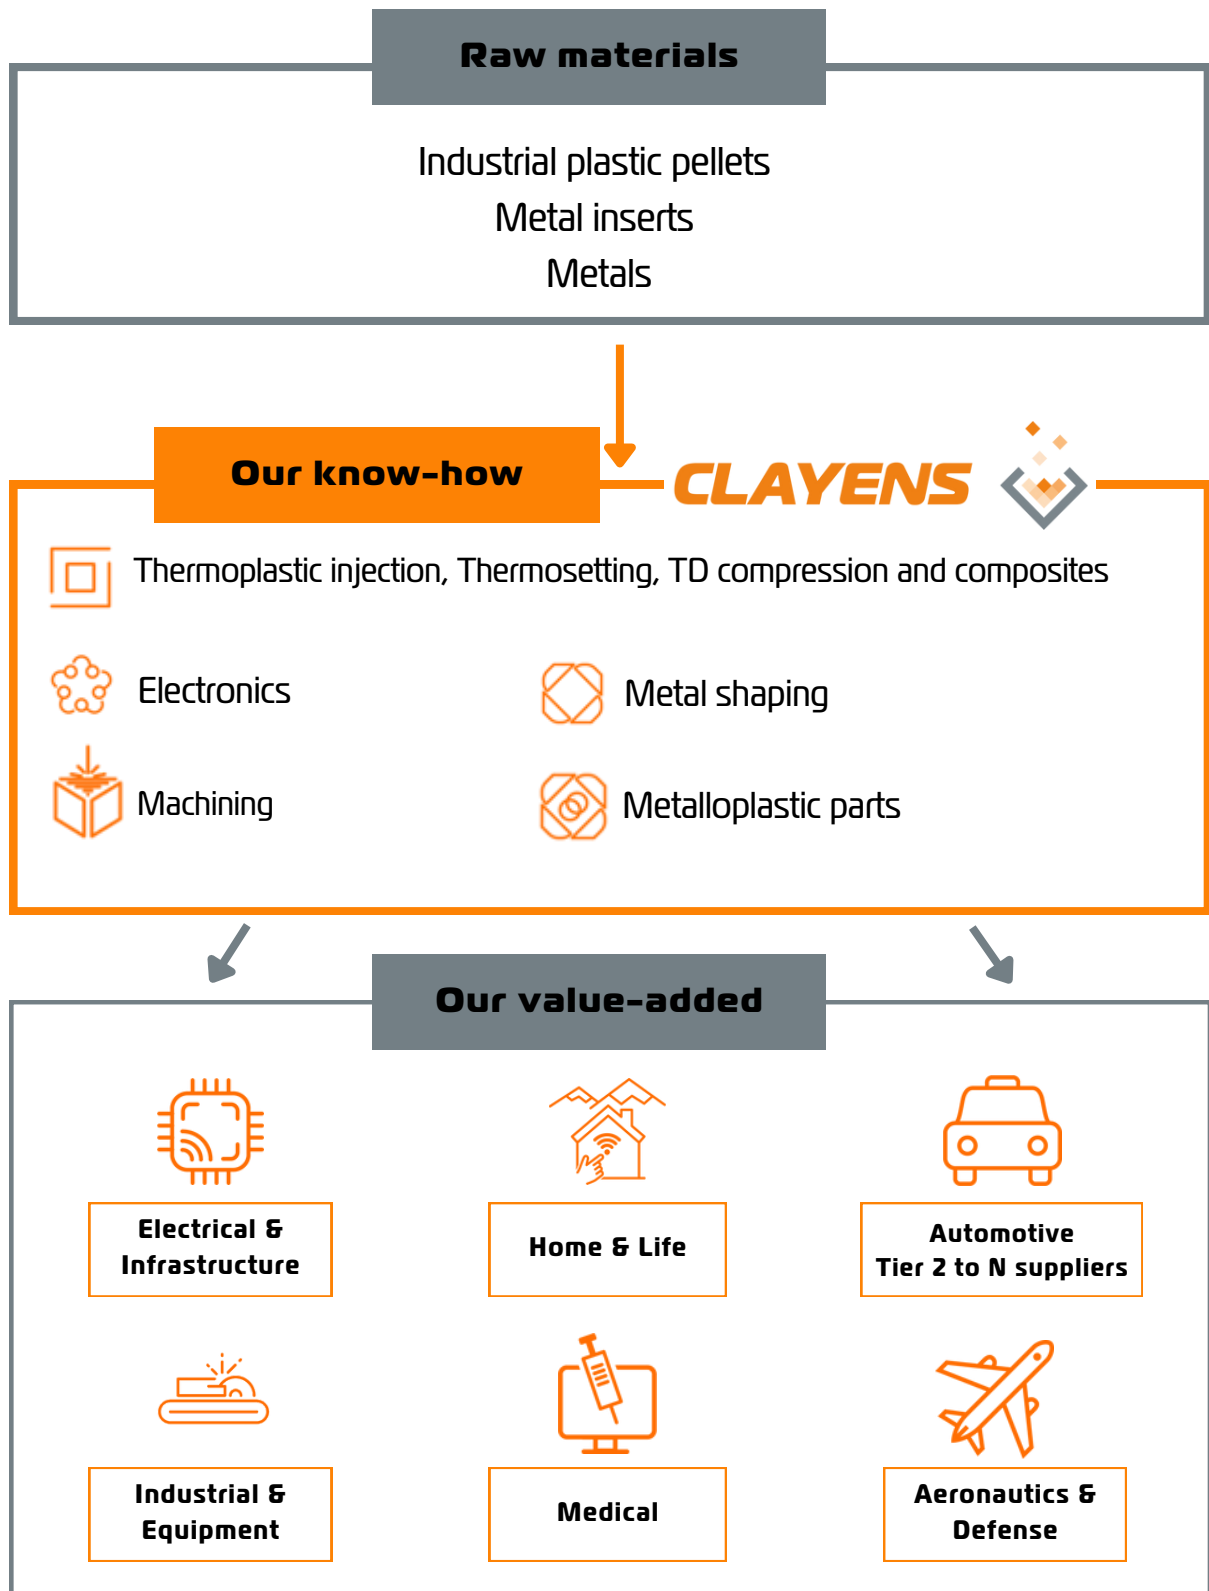 Raw materials
Industrial plastic pellets
Metal inserts
Metals
Our know-how
CLAYENS
Thermoplastic injection, Thermosetting, TD compression and composites
Electronics
Metal shaping
Machining
Metalloplastic parts
Our value-added
Electrical &
Infrastructure
Home & Life
Automotive
Tier 2 to N suppliers
Industrial &
Equipment
Medical
Aeronautics &
Defense